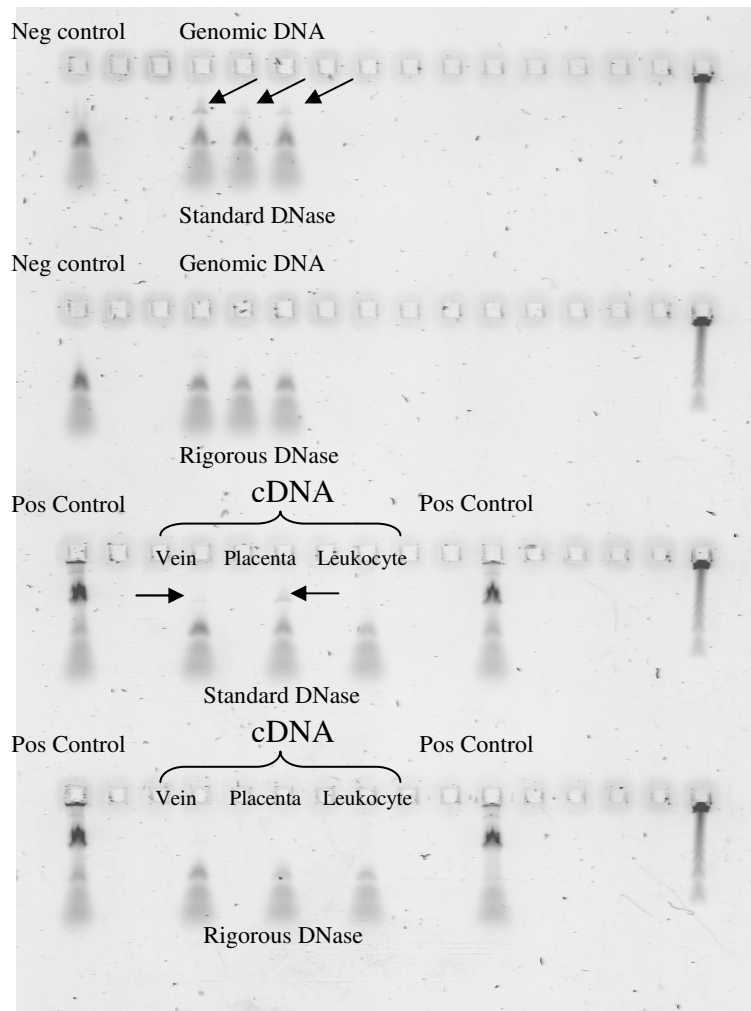 Neg control Genomic DNA
Standard DNase
Neg control Genomic DNA
Rigorous DNase
cDNA
Pos Control Pos Control
Vein Placenta Leukocyte
Standard DNase
cDNA
Pos Control Pos Control
Vein Placenta Leukocyte
Rigorous DNase